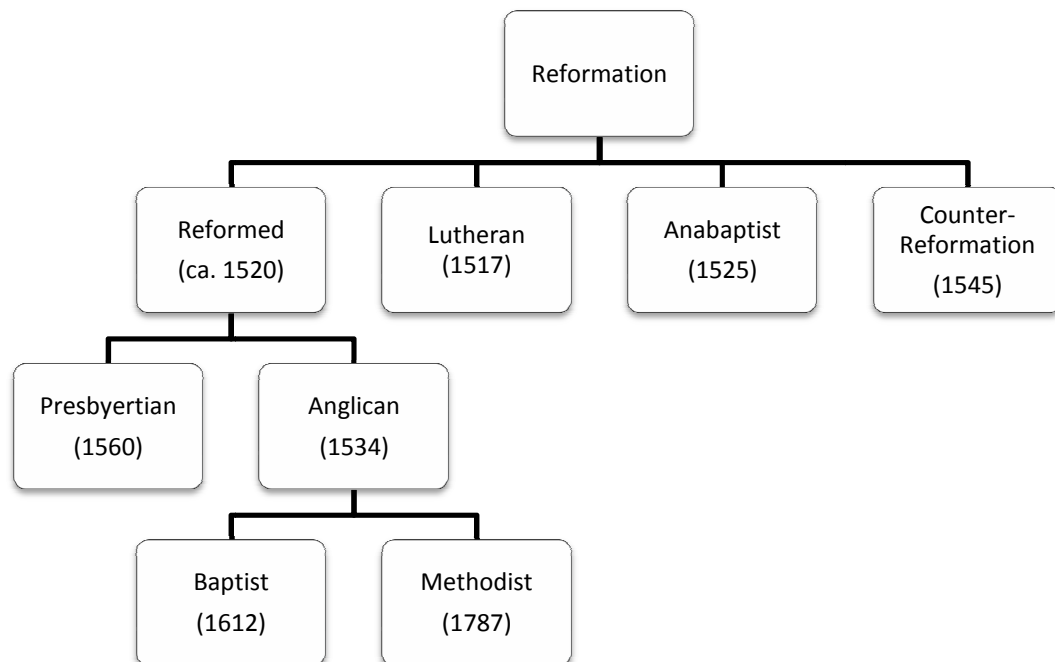 Reformation
Reformed
(ca. 1520)
Lutheran
(1517)
Anabaptist
(1525)
Counter-
Reformation
(1545)
Presbyertian
(1560)
Anglican
(1534)
Baptist
(1612)
Methodist
(1787)